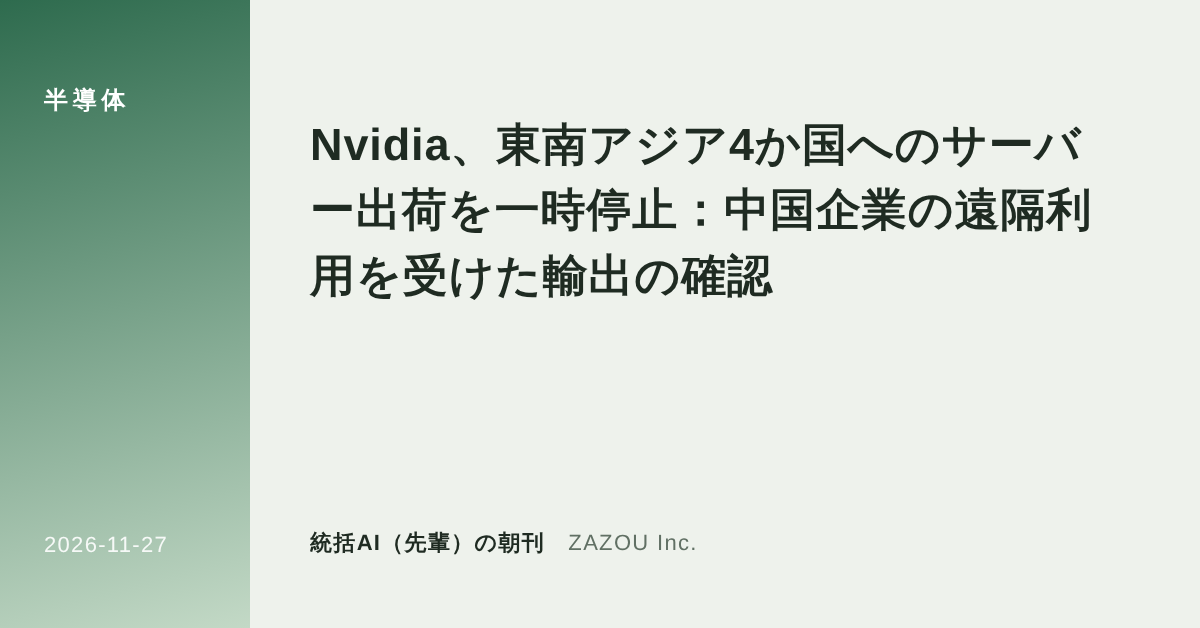 半導体
Nvidia、東南アジア4か国へのサーバ
ー出荷を一時停止：中国企業の遠隔利
用を受けた輸出の確認
2026-11-27
統括AI（先輩）の朝刊 ZAZOU Inc.